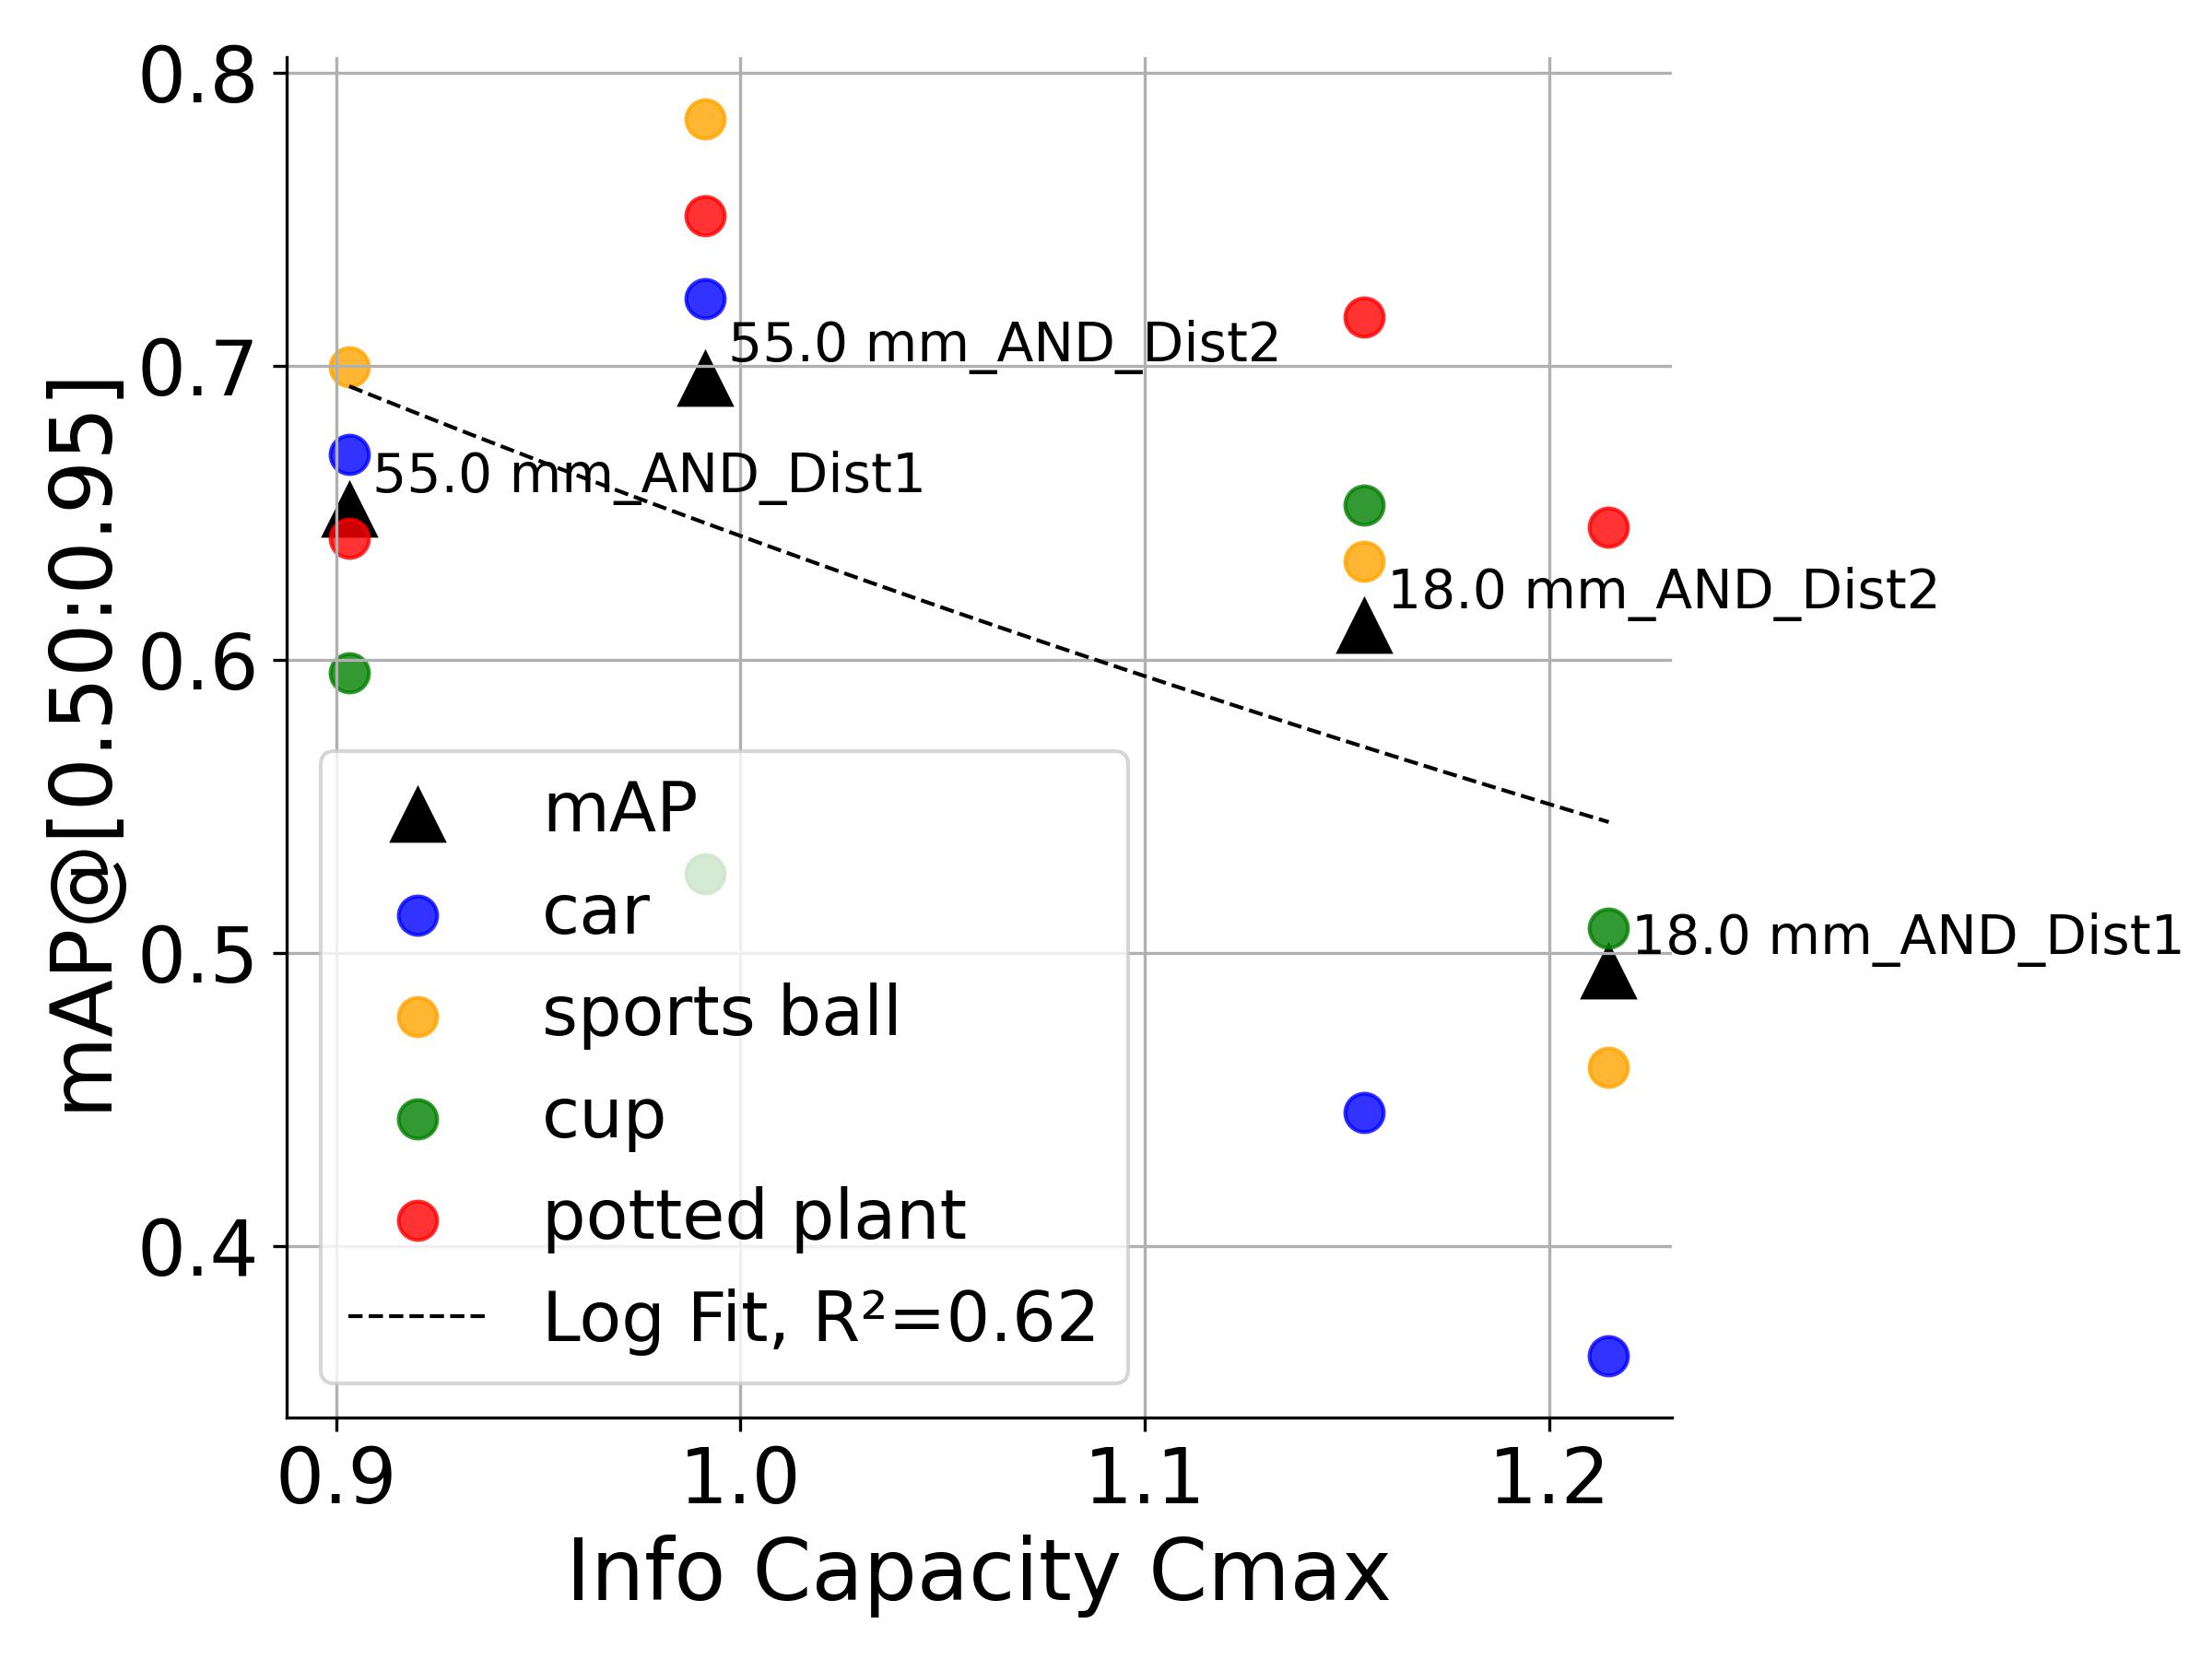 mAP@[0.50:0.95]
0.8
0.7
0.6
0.5
0.4
55.0 mm_AND_Dist2
55.0 mm_AND_Dist1
18.0 mm_AND_Dist2
18.0 mm_AND_Dist1
mAP
car
sports ball
cup
potted plant
Log Fit, R²=0.62
0.9 1.0 1.1 1.2
Info Capacity Cmax